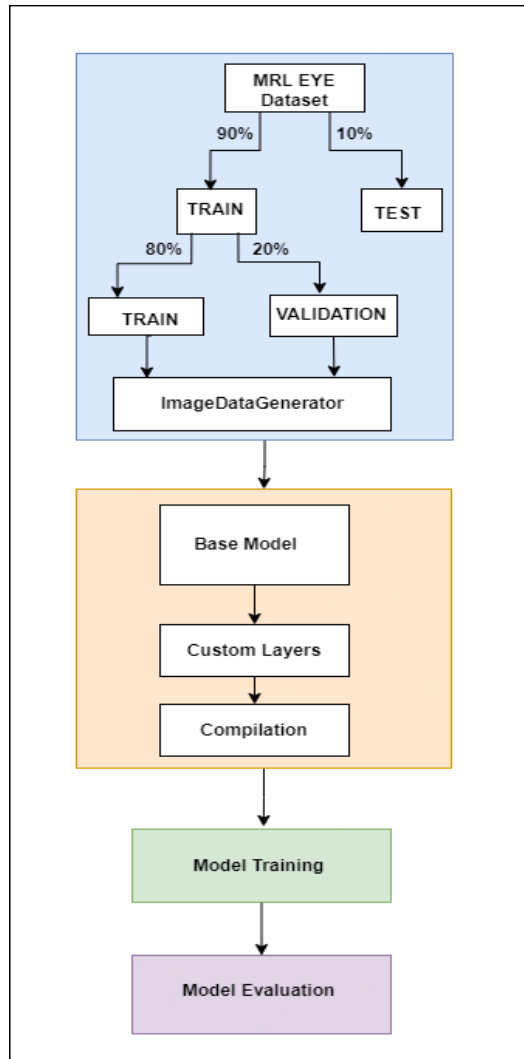 MRL EYE
Dataset
90%
10%
TRAIN
TEST
80%
20%
TRAIN
VALIDATION
ImageDataGenerator
Base Model
Custom Layers
Compilation
Model Training
Model Evaluation